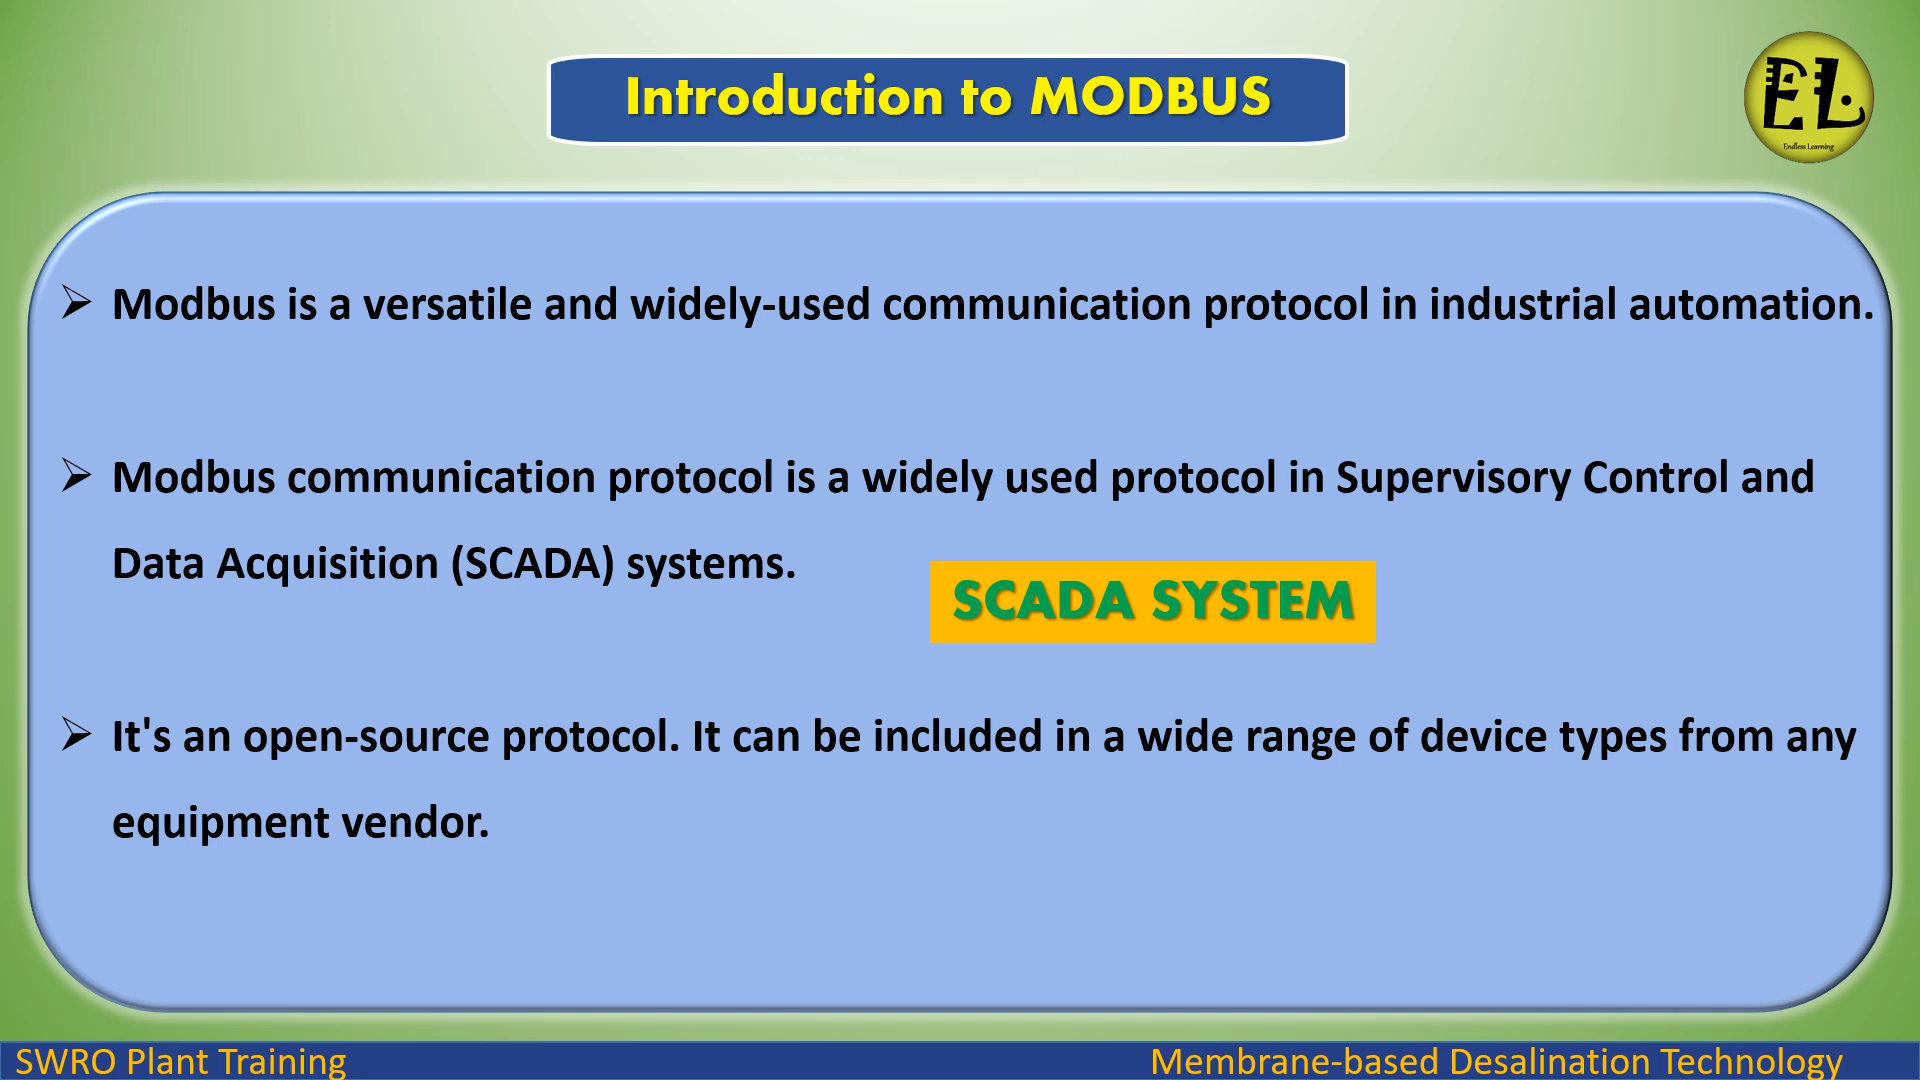 Introduction to MODBUS
EL
Endless Learning
➢ Modbus is a versatile and widely-used communication protocol in industrial automation.
➢ Modbus communication protocol is a widely used protocol in Supervisory Control and
Data Acquisition (SCADA) systems.
SCADA SYSTEM
➢ It's an open-source protocol. It can be included in a wide range of device types from any
equipment vendor.
SWRO Plant Training
Membrane-based Desalination Technology